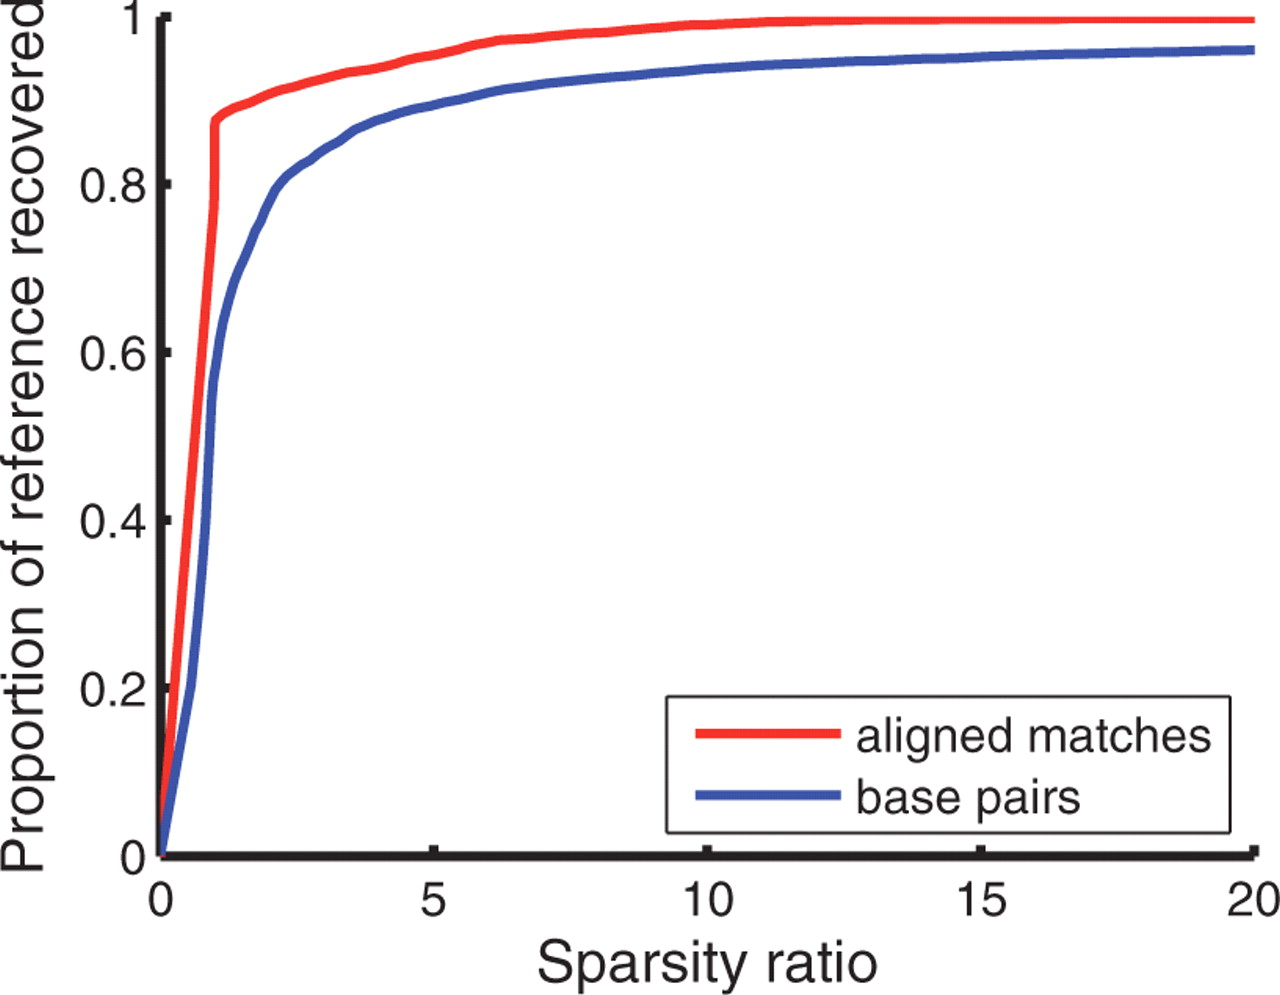 Proportion of reference recovered
1
0.8
0.6
0.4
0.2
0
0 5 10 15 20
Sparsity ratio
aligned matches
base pairs